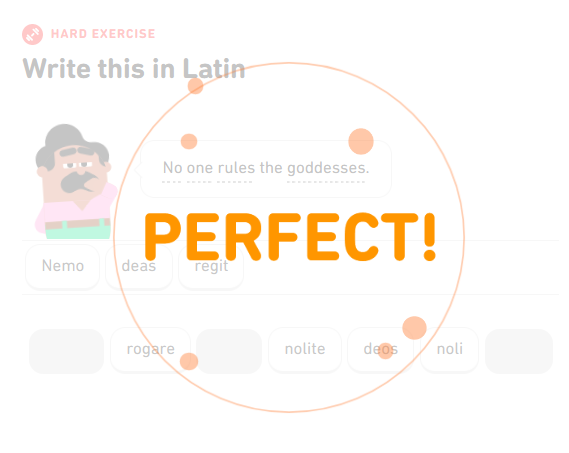 HARD EXERCISE
Write this in Latin
No one rules the goddesses.
PERFECT!
Nemo deas regit
rogare nolite deos noli